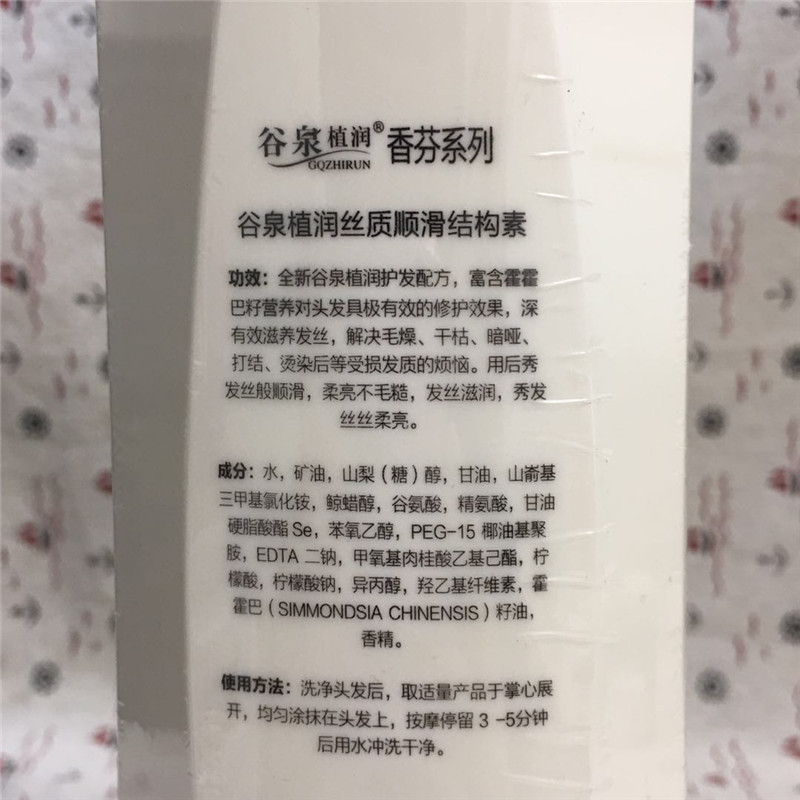 谷泉植润® 香芬系列
GQZHIRUN
谷泉植润丝质顺滑结构素
功效：全新谷泉植润护发配方，富含霍霍
巴籽营养对头发具极有效的修护效果，深
有效滋养发丝，解决毛燥、干枯、暗哑、
打结、烫染后等受损发质的烦恼。用后秀
发丝般顺滑，柔亮不毛糙，发丝滋润，秀发
丝丝柔亮。
成分：水，矿油，山梨（糖）醇，甘油，山嵛基
三甲基氯化铵，鲸蜡醇，谷氨酸，精氨酸，甘油
硬脂酸酯 Se，苯氧乙醇，PEG-15 椰油基聚
胺，EDTA 二钠，甲氧基肉桂酸乙基己酯，柠
檬酸，柠檬酸钠，异丙醇，羟乙基纤维素，霍
霍巴（SIMMONDSIA CHINENSIS）籽油，
香精。
使用方法：洗净头发后，取适量产品于掌心展
开，均匀涂抹在头发上，按摩停留 3 -5分钟
后用水冲洗干净。